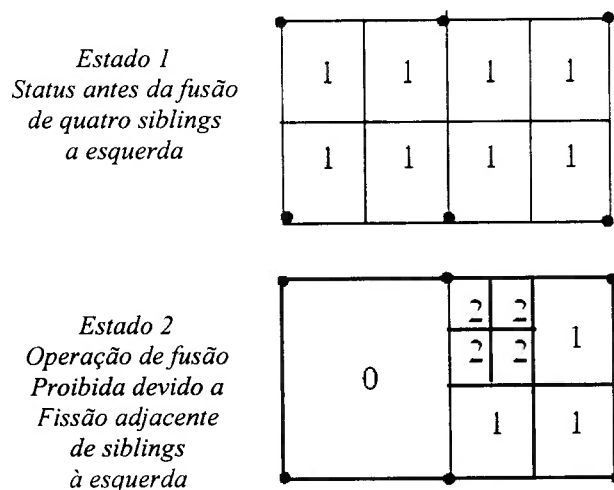 Estado 1
Status antes da fusão
de quatro siblings
a esquerda
1 1 1 1
1 1 1 1
Estado 2
Operação de fusão
Proibida devido a
Fissão adjacente
de siblings
à esquerda
0
2 2
2 2
1
1 1